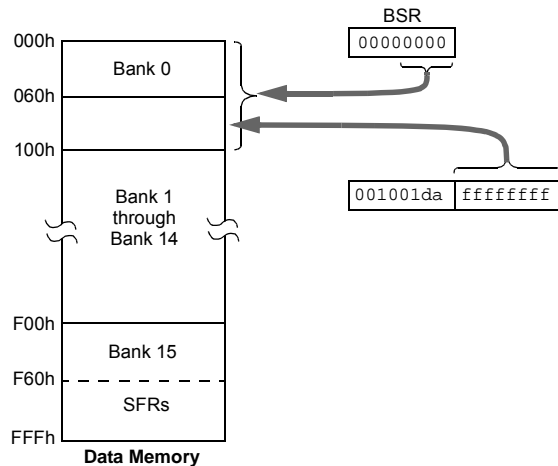 BSR
00000000
000h
Bank 0
060h
100h
001001da ffffffff
Bank 1
through
Bank 14
F00h
Bank 15
F60h
SFRs
FFFh
Data Memory